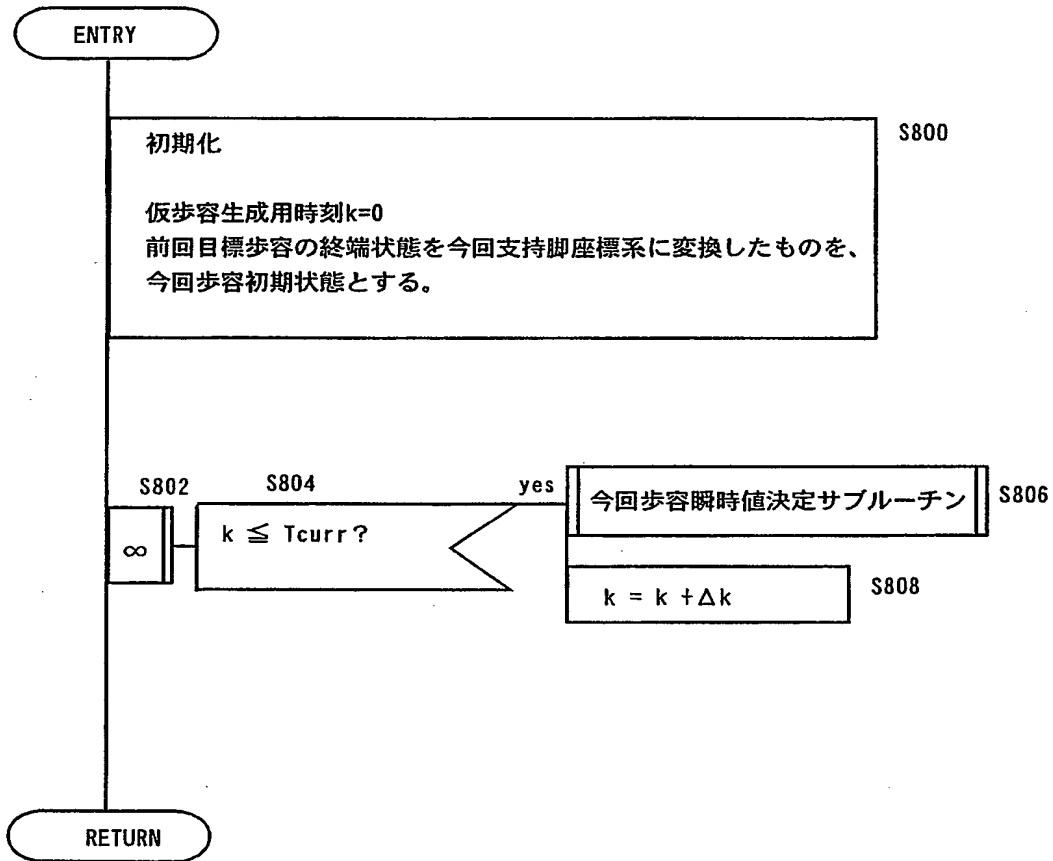 ENTRY
S800
初期化
仮歩容生成用時刻k=0
前回目標歩容の終端状態を今回支持脚座標系に変換したものを、
今回歩容初期状態とする。
S802
∞
S804
k ≦ Tcurr?
yes
今回歩容瞬時値決定サブルーチン
S806
k = k +Δk
S808
RETURN